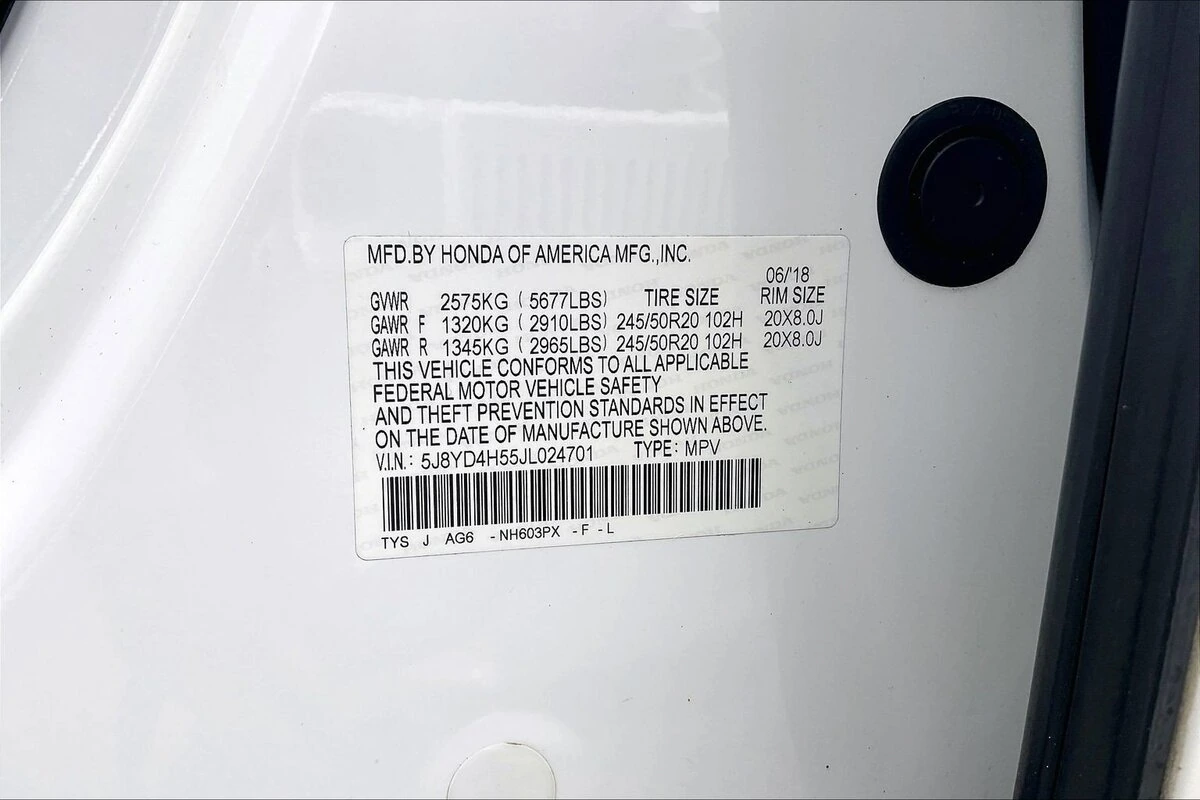 MFD.BY HONDA OF AMERICA MFG.,INC.
06/'18
GVWR 2575KG ( 5677LBS) TIRE SIZE RIM SIZE
GAWR F 1320KG ( 2910LBS) 245/50R20 102H 20X8.0J
GAWR R 1345KG ( 2965LBS) 245/50R20 102H 20X8.0J
THIS VEHICLE CONFORMS TO ALL APPLICABLE
FEDERAL MOTOR VEHICLE SAFETY
AND THEFT PREVENTION STANDARDS IN EFFECT
ON THE DATE OF MANUFACTURE SHOWN ABOVE.
V.I.N.: 5J8YD4H55JL024701 TYPE: MPV
TYS J AG6 -NH603PX -F -L